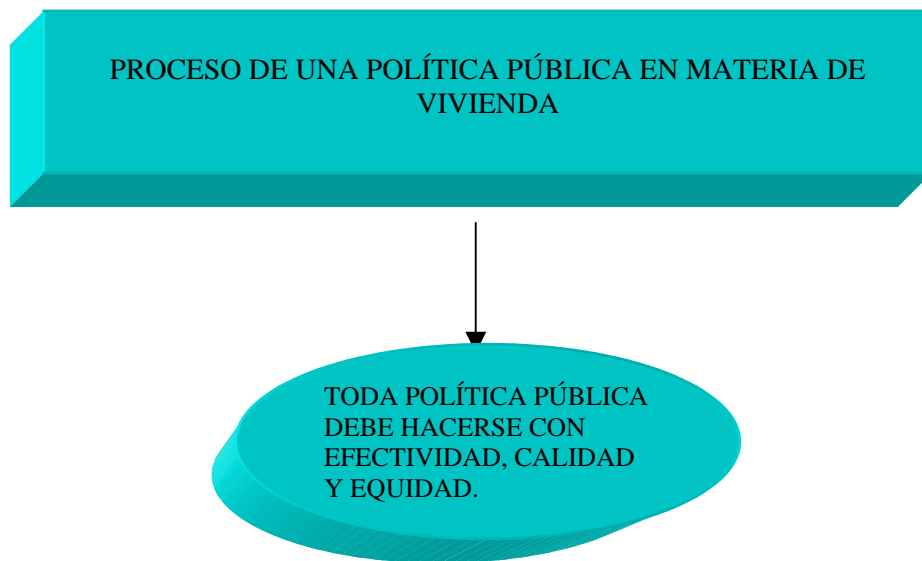 PROCESO DE UNA POLÍTICA PÚBLICA EN MATERIA DE
VIVIENDA
TODA POLÍTICA PÚBLICA
DEBE HACERSE CON
EFECTIVIDAD, CALIDAD
Y EQUIDAD.